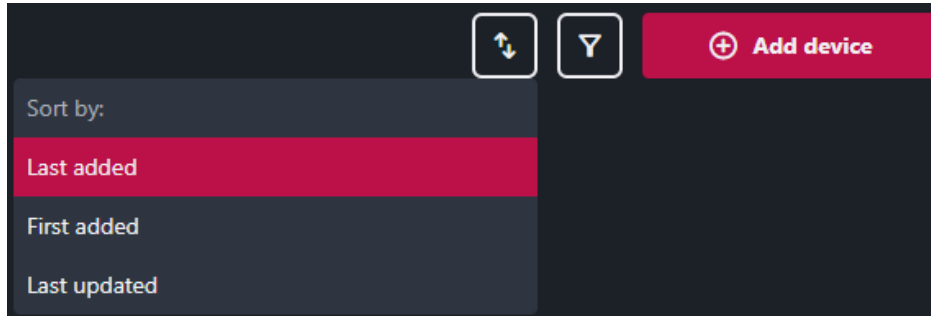 Add device
Sort by:
Last added
First added
Last updated